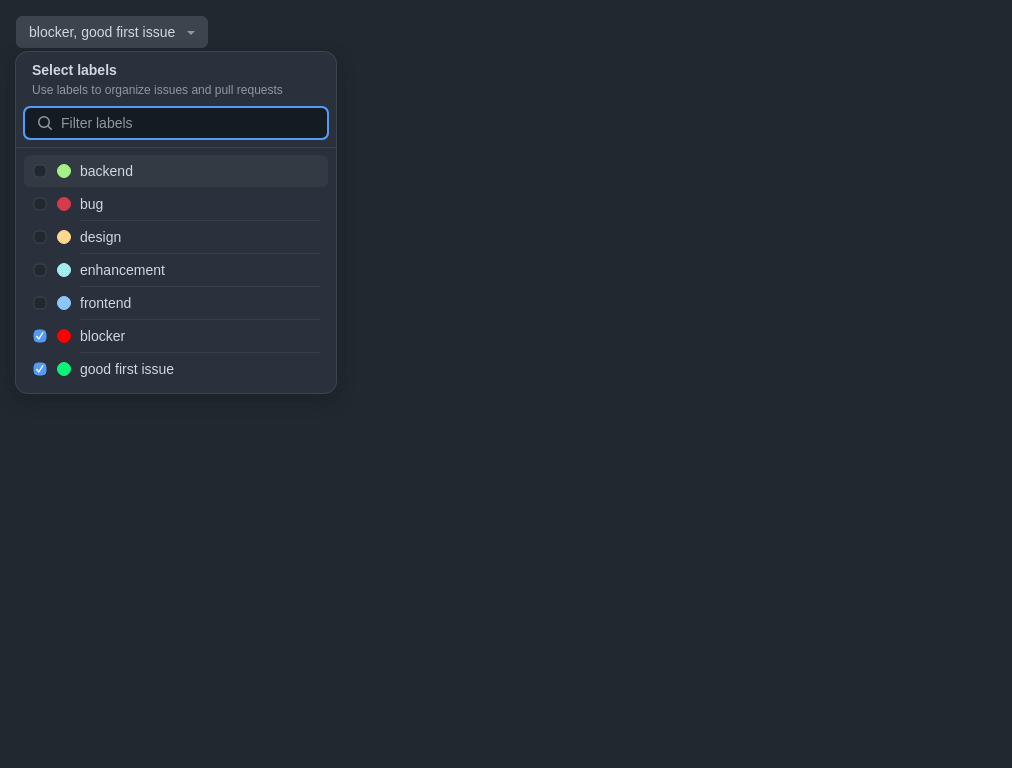 blocker, good first issue
Select labels
Use labels to organize issues and pull requests
Filter labels
backend
bug
design
enhancement
frontend
blocker
good first issue